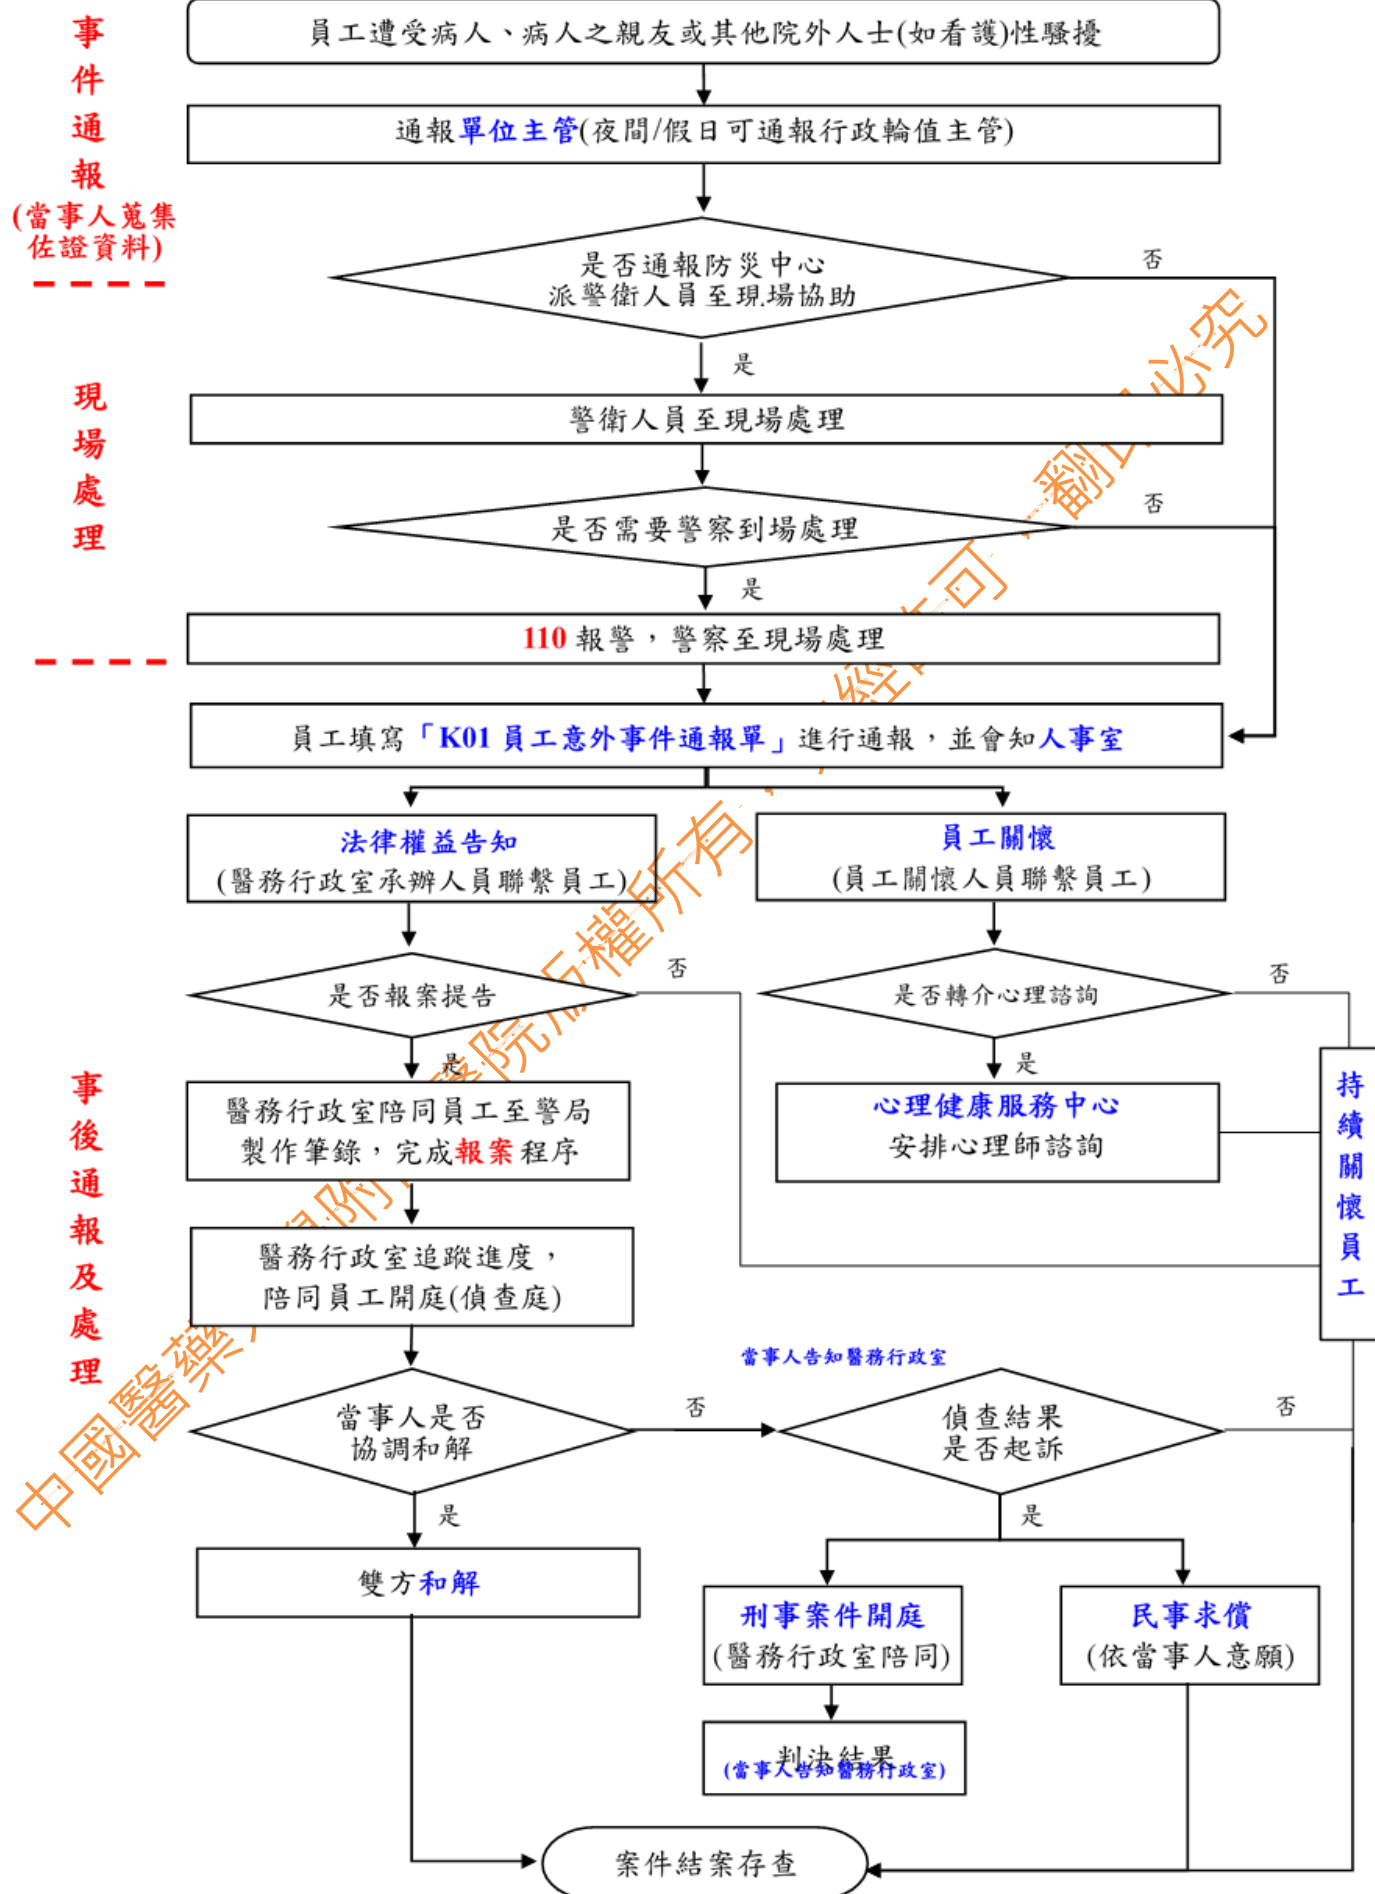 事件通報
(當事人蒐集
佐證資料)
員工遭受病人、病人之親友或其他院外人士(如看護)性騷擾
通報單位主管(夜間/假日可通報行政輪值主管)
是否通報防災中心
派警衛人員至現場協助
否
是
現場處理
警衛人員至現場處理
是否需要警察到場處理
否
是
110 報警，警察至現場處理
員工填寫「K01 員工意外事件通報單」進行通報，並會知人事室
事後通報及處理
法律權益告知
(醫務行政室承辦人員聯繫員工)
員工關懷
(員工關懷人員聯繫員工)
是否報案提告
否
是
是否轉介心理諮詢
否
是
醫務行政室陪同員工至警局
製作筆錄，完成報案程序
心理健康服務中心
安排心理師諮詢
持續關懷員工
醫務行政室追蹤進度，
陪同員工開庭(偵查庭)
當事人告知醫務行政室
當事人是否
協調和解
否
是
偵查結果
是否起訴
否
是
雙方和解
刑事案件開庭
(醫務行政室陪同)
民事求償
(依當事人意願)
判決結果
(當事人告知醫務行政室)
案件結案存查